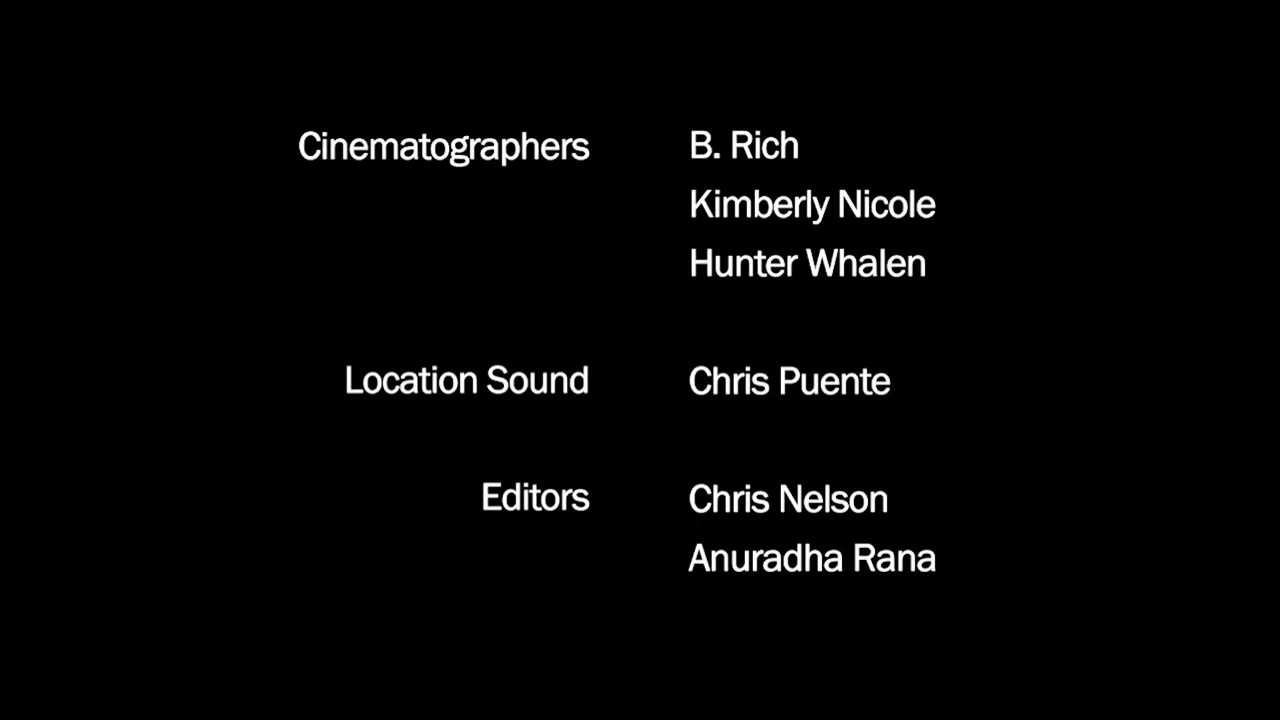 Cinematographers B. Rich
Kimberly Nicole
Hunter Whalen
Location Sound Chris Puente
Editors Chris Nelson
Anuradha Rana